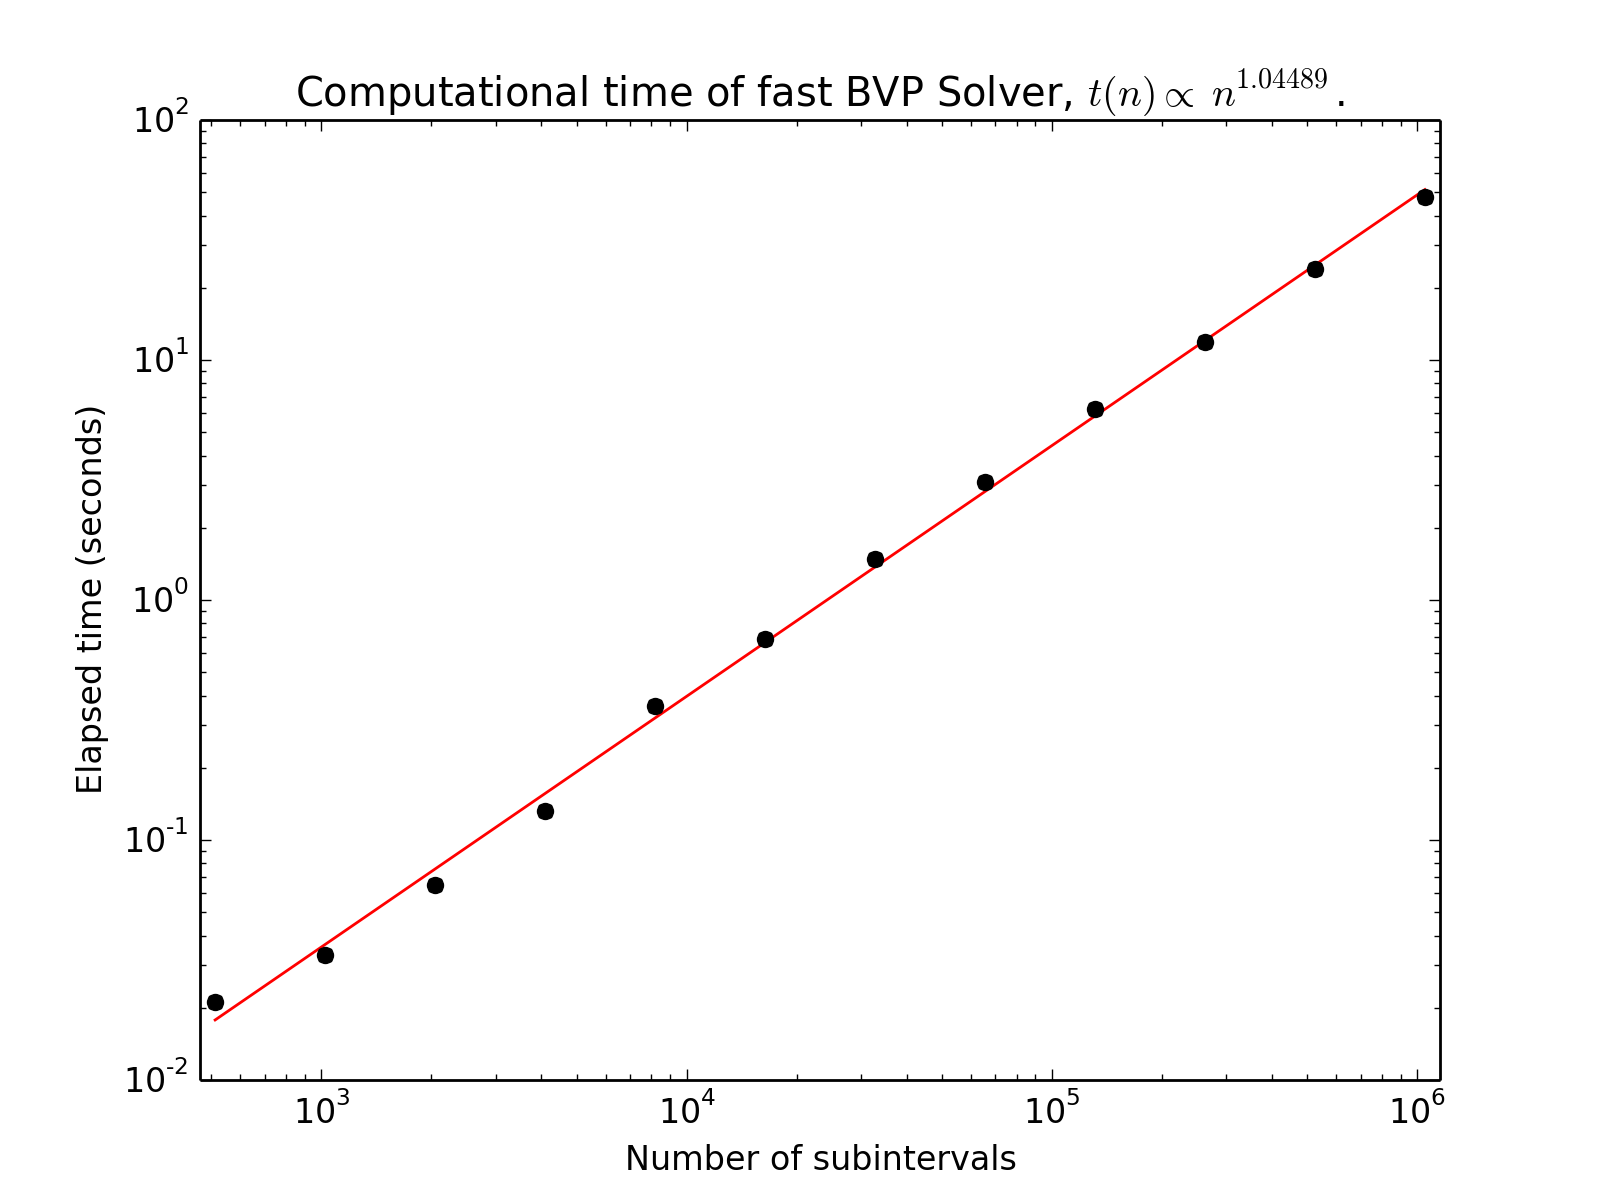 Computational time of fast BVP Solver, t(n) ∝ n^1.04489.
10^2
10^1
10^0
10^-1
10^-2
Elapsed time (seconds)
10^3 10^4 10^5 10^6
Number of subintervals